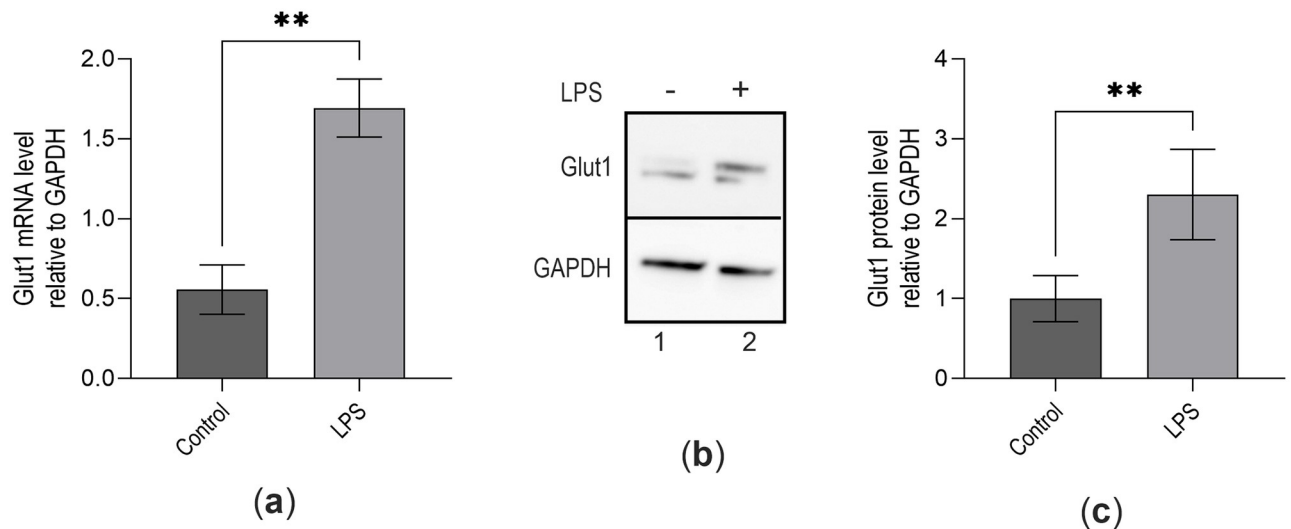 **
2.0
1.5
1.0
0.5
0.0
Glut1 mRNA level
relative to GAPDH
Control
LPS
(a)
LPS - +
Glut1
GAPDH
1 2
(b)
**
4
3
2
1
0
Glut1 protein level
relative to GAPDH
Control
LPS
(c)